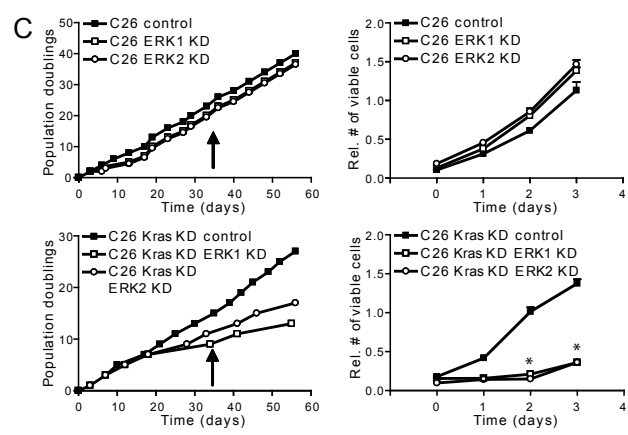 C
C26 control
C26 ERK1 KD
C26 ERK2 KD
Population doublings
50
40
30
20
10
0
0 10 20 30 40 50 60
Time (days)
C26 control
C26 ERK1 KD
C26 ERK2 KD
Rel. # of viable cells
2.0
1.5
1.0
0.5
0.0
0 1 2 3 4
Time (days)
C26 Kras KD control
C26 Kras KD ERK1 KD
C26 Kras KD
ERK2 KD
Population doublings
30
20
10
0
0 10 20 30 40 50 60
Time (days)
C26 Kras KD control
C26 Kras KD ERK1 KD
C26 Kras KD ERK2 KD
Rel. # of viable cells
2.0
1.5
1.0
0.5
0.0
* *
0 1 2 3 4
Time (days)